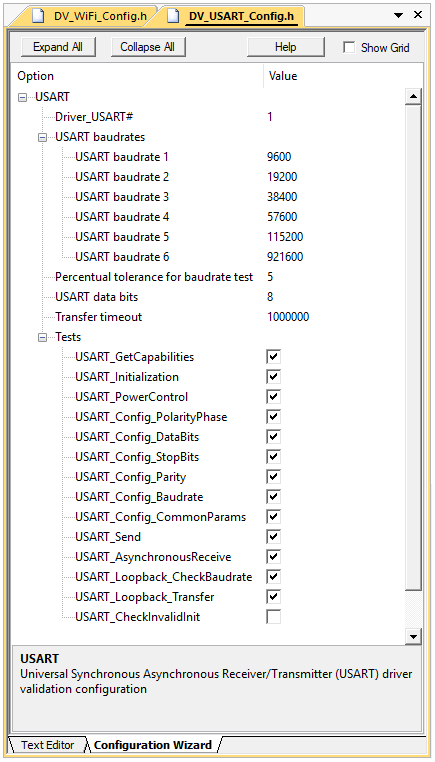 DV_WiFi_Config.h DV_USART_Config.h
Expand All Collapse All Help Show Grid
Option Value
USART
Driver_USART# 1
USART baudrates
USART baudrate 1 9600
USART baudrate 2 19200
USART baudrate 3 38400
USART baudrate 4 57600
USART baudrate 5 115200
USART baudrate 6 921600
Percentual tolerance for baudrate test 5
USART data bits 8
Transfer timeout 1000000
Tests
USART_GetCapabilities
USART_Initialization
USART_PowerControl
USART_Config_PolarityPhase
USART_Config_DataBits
USART_Config_StopBits
USART_Config_Parity
USART_Config_Baudrate
USART_Config_CommonParams
USART_Send
USART_AsynchronousReceive
USART_Loopback_CheckBaudrate
USART_Loopback_Transfer
USART_CheckInvalidInit
USART
Universal Synchronous Asynchronous Receiver/Transmitter (USART) driver
validation configuration
Text Editor Configuration Wizard